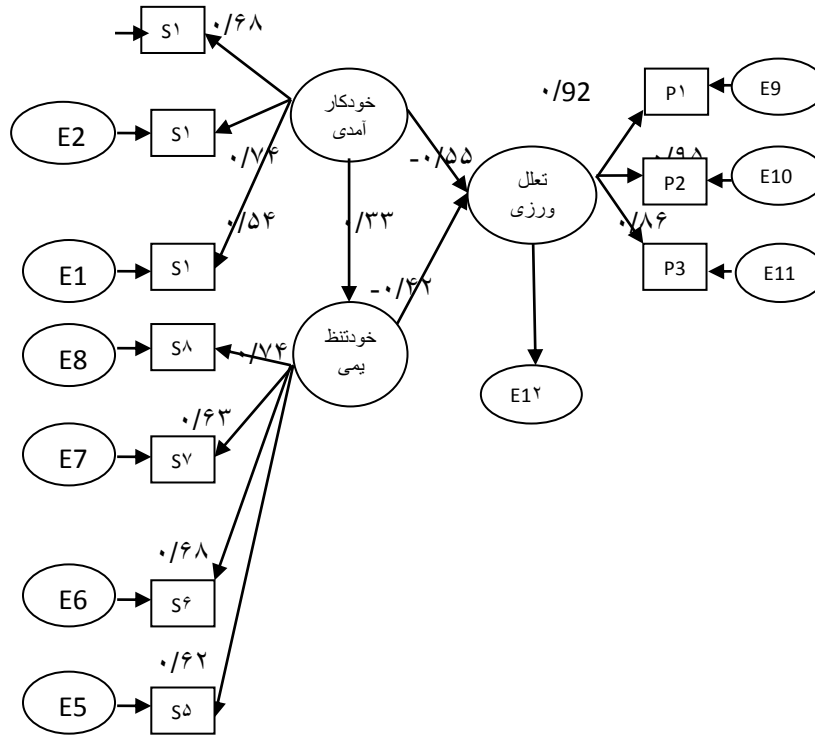 S۱
۰/۶۸
E2
S۱
۰/۷۴
E1
S۱
۰/۵۴
خودکار
آمدی
-۰/۵۵
۰/۳۳
-۰/۴۲
خودتنظ
یمی
تعلل
ورزی
E1۲
۰/92
P۱
E9
۰/۹۵
P2
E10
۰/۸۶
P3
E11
E8
S۸
۰/۷۴
E7
S۷
۰/۶۳
E6
S۶
۰/۶۸
E5
S۵
۰/۶۲